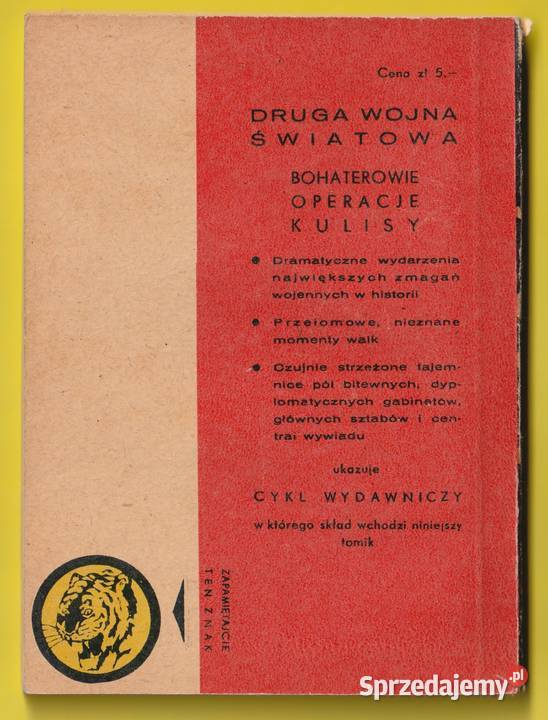 Cena zł 5.—
DRUGA WOJNA
ŚWIATOWA
BOHATEROWIE
OPERACJE
KULISY
● Dramatyczne wydarzenia
największych zmagań
wojennych w historii
● Przełomowe, nieznane
momenty walk
● Czujnie strzeżone tajem-
nice pól bitewnych, dyp-
lomatycznych gabinetów,
głównych sztabów i cen-
tral wywiadu
ukazuje
CYKL WYDAWNICZY
w którego skład wchodzi niniejszy
tomik
ZAPAMIĘTAJCIE
TEN ZNAK
Sprzedajemy.pl